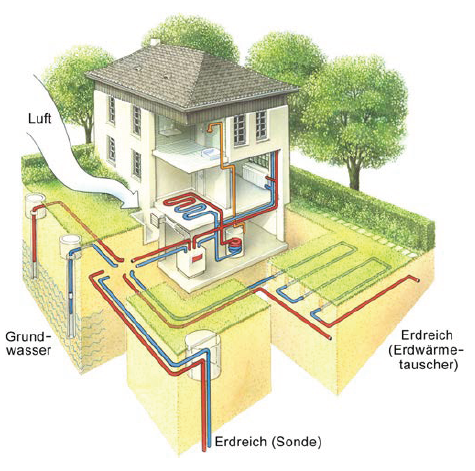 Luft
Grund-
wasser
Erdreich
(Erdwärme-
tauscher)
Erdreich (Sonde)